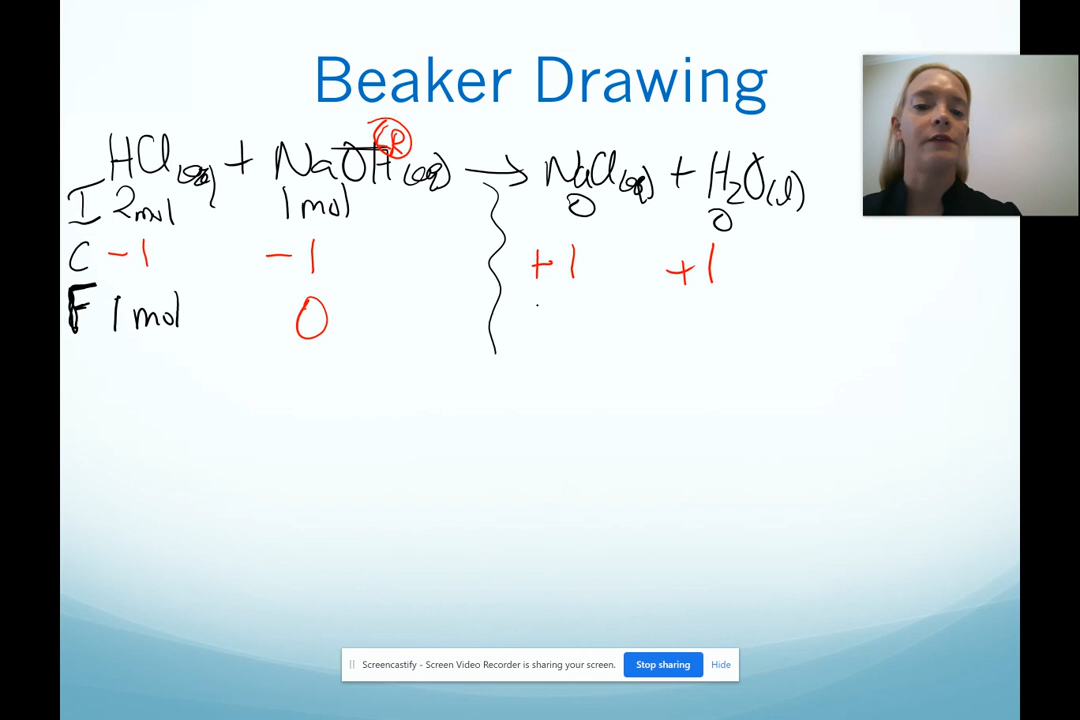 Beaker Drawing
LR
HCl(aq) + NaOH(aq) → NaCl(aq) + H₂O(l)
I 2mol 1mol 0 0
C -1 -1 +1 +1
F 1mol 0
Screencastify - Screen Video Recorder is sharing your screen. Stop sharing Hide